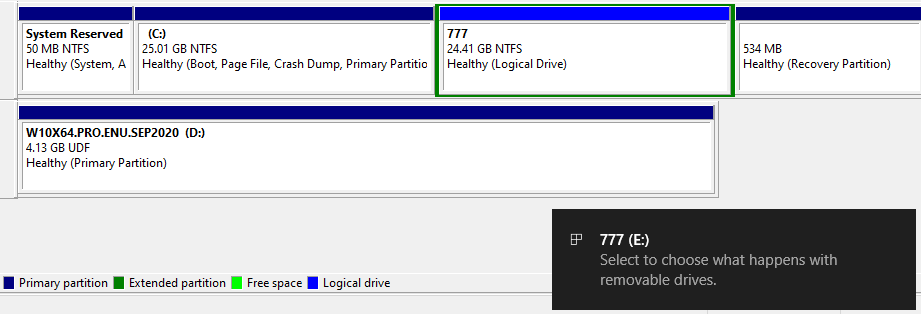 System Reserved
50 MB NTFS
Healthy (System, A
(C:)
25.01 GB NTFS
Healthy (Boot, Page File, Crash Dump, Primary Partitio
777
24.41 GB NTFS
Healthy (Logical Drive)
534 MB
Healthy (Recovery Partition)
W10X64.PRO.ENU.SEP2020 (D:)
4.13 GB UDF
Healthy (Primary Partition)
777 (E:)
Select to choose what happens with
removable drives.
Primary partition Extended partition Free space Logical drive